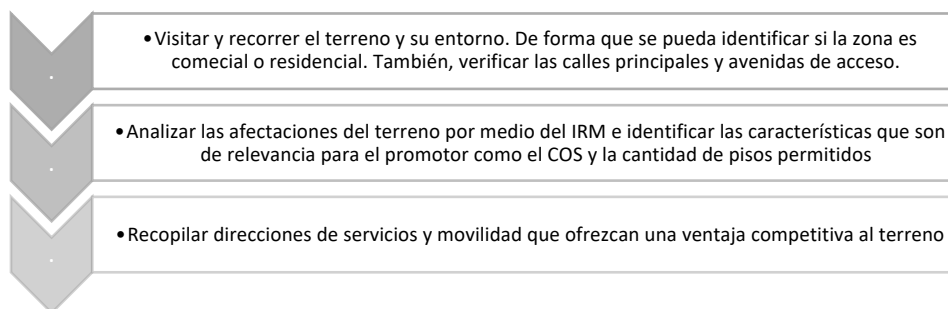 •Visitar y recorrer el terreno y su entorno. De forma que se pueda identificar si la zona es
comecial o residencial. También, verificar las calles principales y avenidas de acceso.
•Analizar las afectaciones del terreno por medio del IRM e identificar las características que son
de relevancia para el promotor como el COS y la cantidad de pisos permitidos
•Recopilar direcciones de servicios y movilidad que ofrezcan una ventaja competitiva al terreno